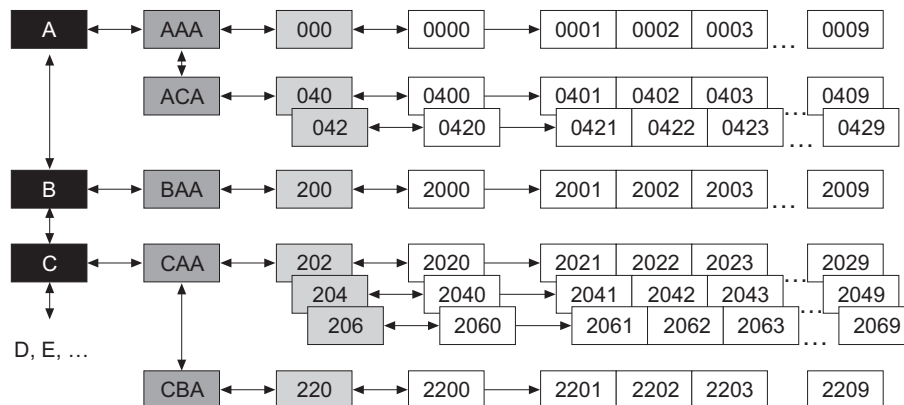 A AAA 000 0000 0001 0002 0003 ... 0009
ACA 040 0400 0401 0402 0403 ... 0409
042 0420 0421 0422 0423 ... 0429
B BAA 200 2000 2001 2002 2003 ... 2009
C CAA 202 2020 2021 2022 2023 ... 2029
204 2040 2041 2042 2043 ... 2049
206 2060 2061 2062 2063 ... 2069
D, E, ...
CBA 220 2200 2201 2202 2203 2209